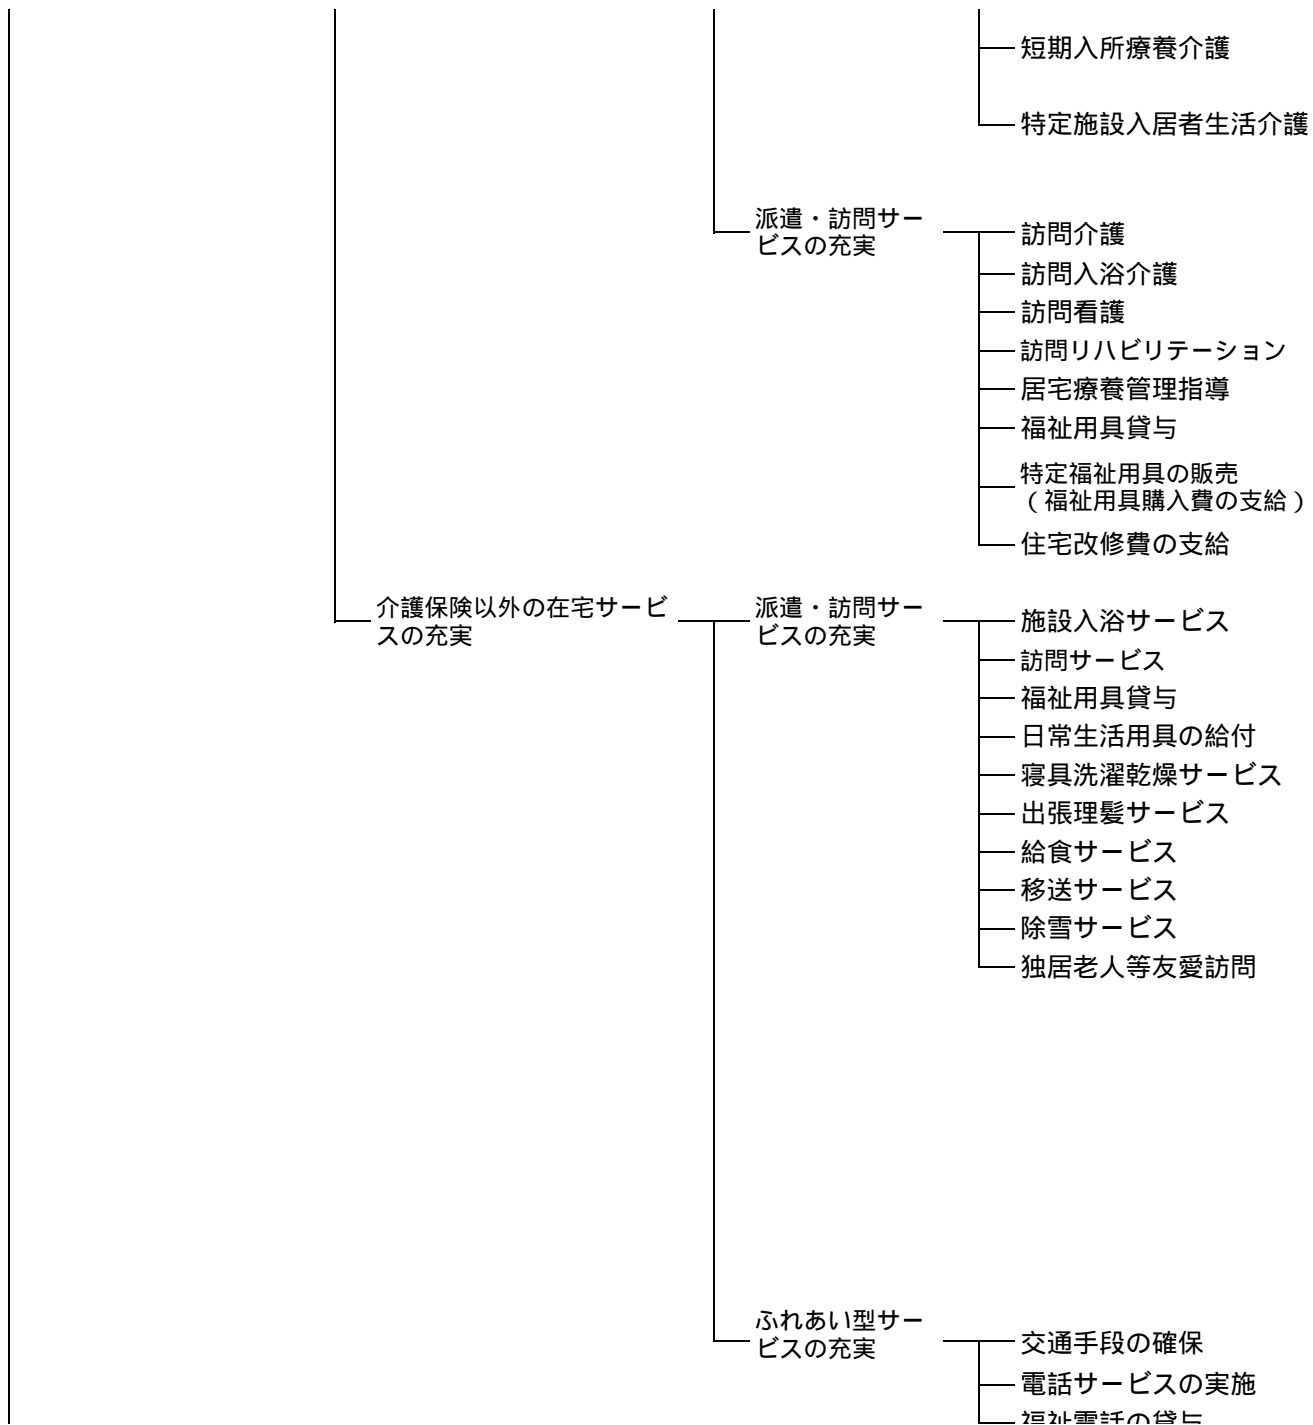 短期入所療養介護
特定施設入居者生活介護
派遣・訪問サー
ビスの充実
訪問介護
訪問入浴介護
訪問看護
訪問リハビリテーション
居宅療養管理指導
福祉用具貸与
特定福祉用具の販売
（福祉用具購入費の支給）
住宅改修費の支給
介護保険以外の在宅サービ
スの充実
派遣・訪問サー
ビスの充実
施設入浴サービス
訪問サービス
福祉用具貸与
日常生活用具の給付
寝具洗濯乾燥サービス
出張理髪サービス
給食サービス
移送サービス
除雪サービス
独居老人等友愛訪問
ふれあい型サー
ビスの充実
交通手段の確保
電話サービスの実施
福祉電話の貸与